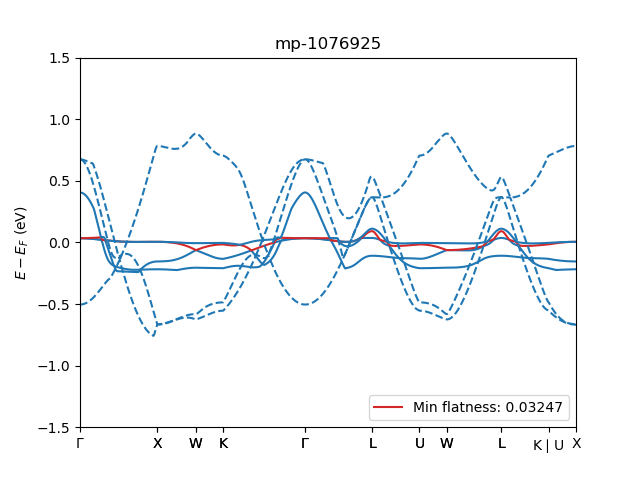 mp-1076925
E − E_F (eV)
1.5
1.0
0.5
0.0
−0.5
−1.0
−1.5
Min flatness: 0.03247
Γ X W K Γ L U W L K | U X